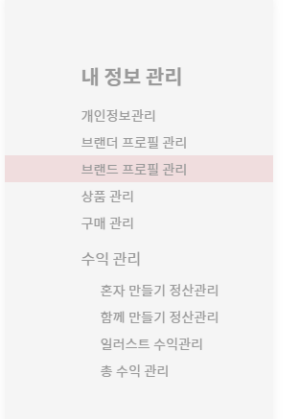 내 정보 관리
개인정보관리
브랜더 프로필 관리
브랜드 프로필 관리
상품 관리
구매 관리
수익 관리
혼자 만들기 정산관리
함께 만들기 정산관리
일러스트 수익관리
총 수익 관리